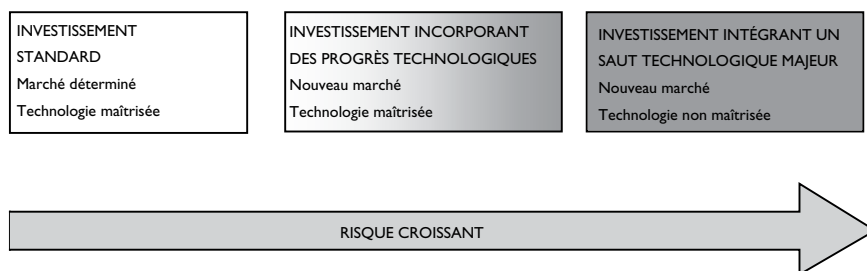 INVESTISSEMENT
STANDARD
Marché déterminé
Technologie maîtrisée
INVESTISSEMENT INCORPORANT
DES PROGRÈS TECHNOLOGIQUES
Nouveau marché
Technologie maîtrisée
INVESTISSEMENT INTÉGRANT UN
SAUT TECHNOLOGIQUE MAJEUR
Nouveau marché
Technologie non maîtrisée
RISQUE CROISSANT